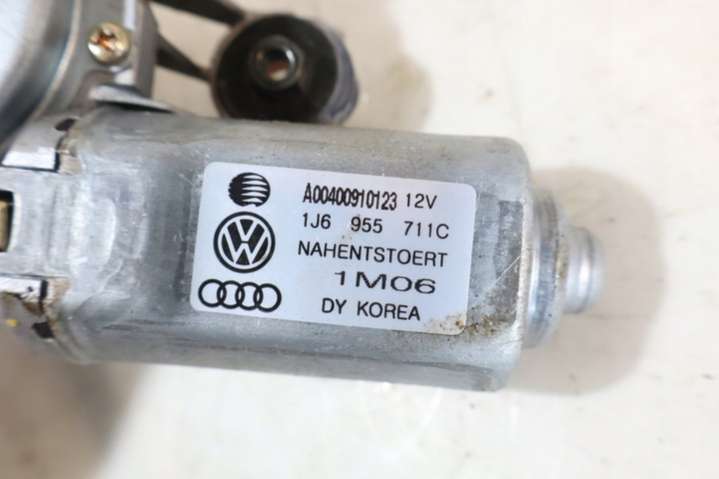 A00400910123 12V
1J6 955 711C
NAHENTSTOERT
1M06
DY KOREA